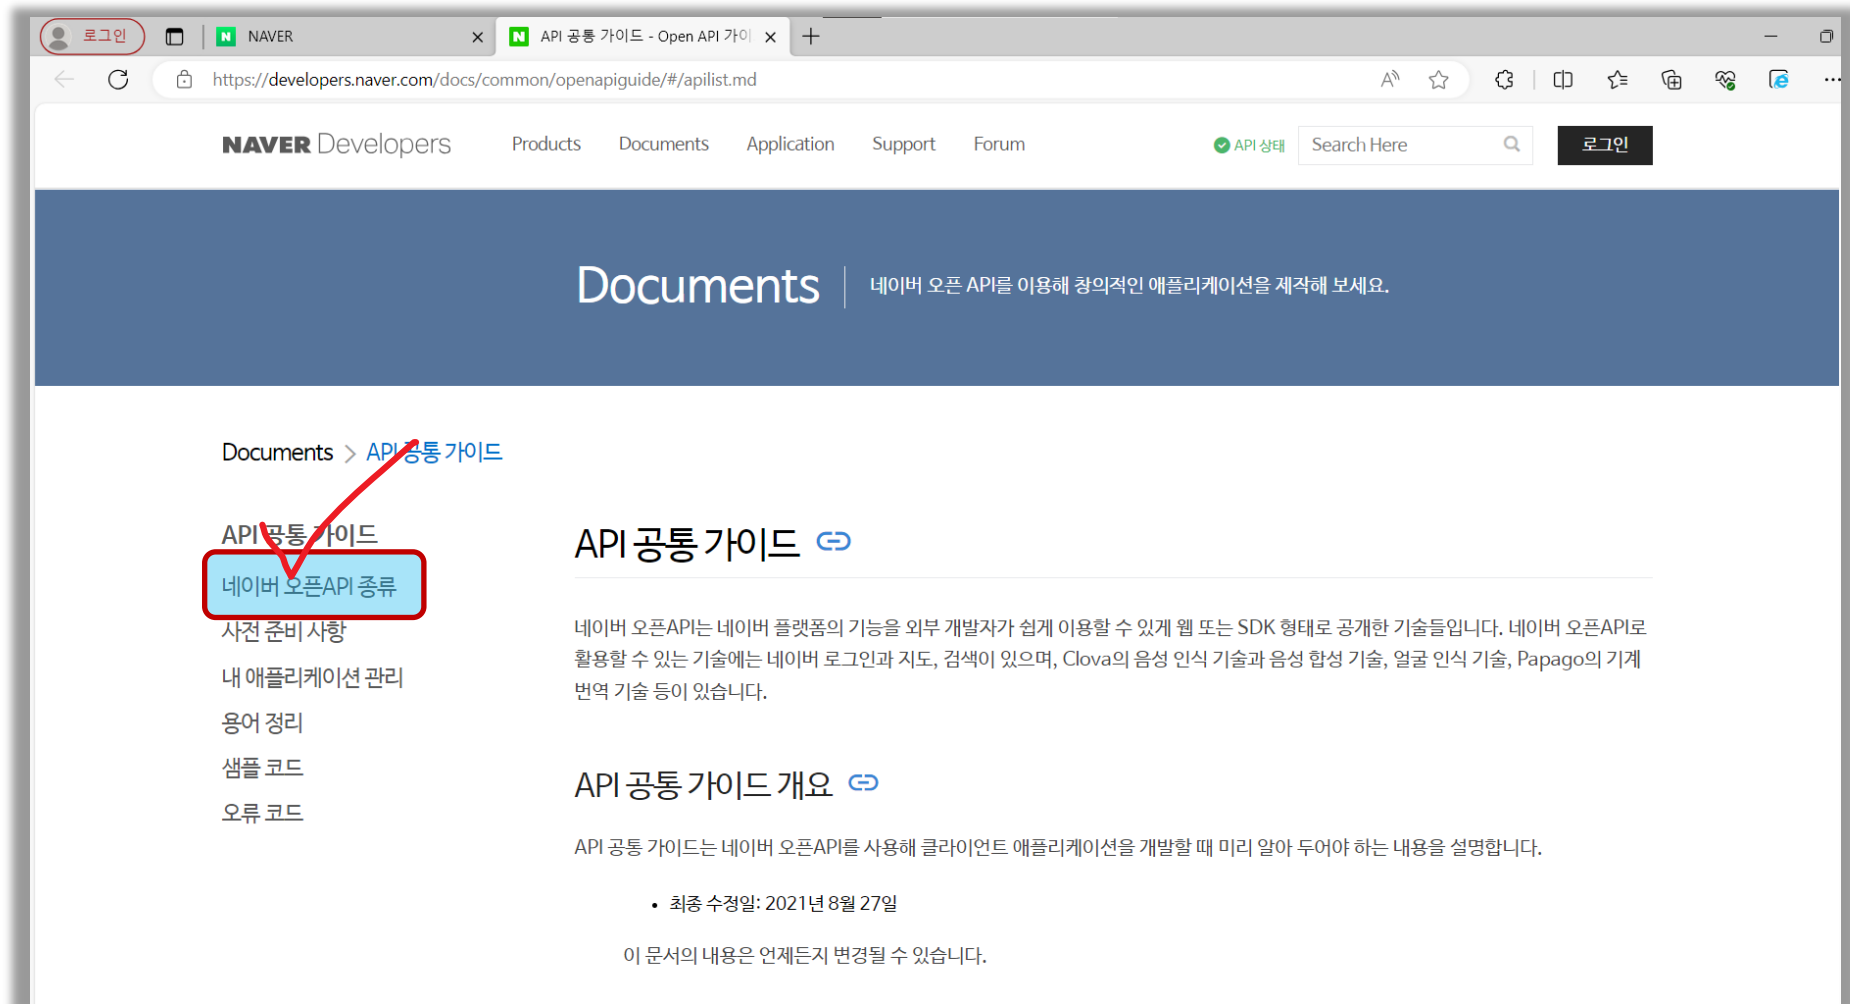 로그인
NAVER
API 공통 가이드 - Open API 가이
https://developers.naver.com/docs/common/openapiguide/#/apilist.md
NAVER Developers
Products
Documents
Application
Support
Forum
API 상태
Search Here
로그인
Documents
네이버 오픈 API를 이용해 창의적인 애플리케이션을 제작해 보세요.
Documents > API 공통 가이드
API 공통 가이드
네이버 오픈API 종류
사전 준비 사항
내 애플리케이션 관리
용어 정리
샘플 코드
오류 코드
API 공통 가이드
네이버 오픈API는 네이버 플랫폼의 기능을 외부 개발자가 쉽게 이용할 수 있게 웹 또는 SDK 형태로 공개한 기술들입니다. 네이버 오픈API로
활용할 수 있는 기술에는 네이버 로그인과 지도, 검색이 있으며, Clova의 음성 인식 기술과 음성 합성 기술, 얼굴 인식 기술, Papago의 기계
번역 기술 등이 있습니다.
API 공통 가이드 개요
API 공통 가이드는 네이버 오픈API를 사용해 클라이언트 애플리케이션을 개발할 때 미리 알아 두어야 하는 내용을 설명합니다.
• 최종 수정일: 2021년 8월 27일
이 문서의 내용은 언제든지 변경될 수 있습니다.